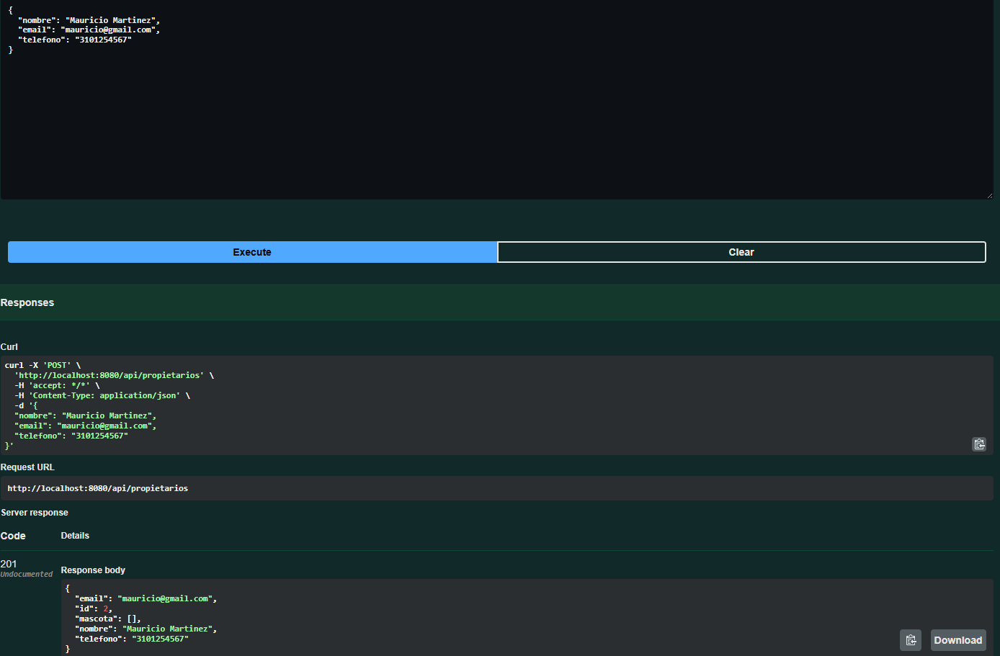 {
  "nombre": "Mauricio Martinez",
  "email": "mauricio@gmail.com",
  "telefono": "3101254567"
}
Execute
Clear
Responses
Curl
curl -X 'POST' \
  'http://localhost:8080/api/propietarios' \
  -H 'accept: */*' \
  -H 'Content-Type: application/json' \
  -d '{
  "nombre": "Mauricio Martinez",
  "email": "mauricio@gmail.com",
  "telefono": "3101254567"
}'
Request URL
http://localhost:8080/api/propietarios
Server response
Code Details
201
Undocumented
Response body
{
  "email": "mauricio@gmail.com",
  "id": 2,
  "mascota": [],
  "nombre": "Mauricio Martinez",
  "telefono": "3101254567"
}
Download